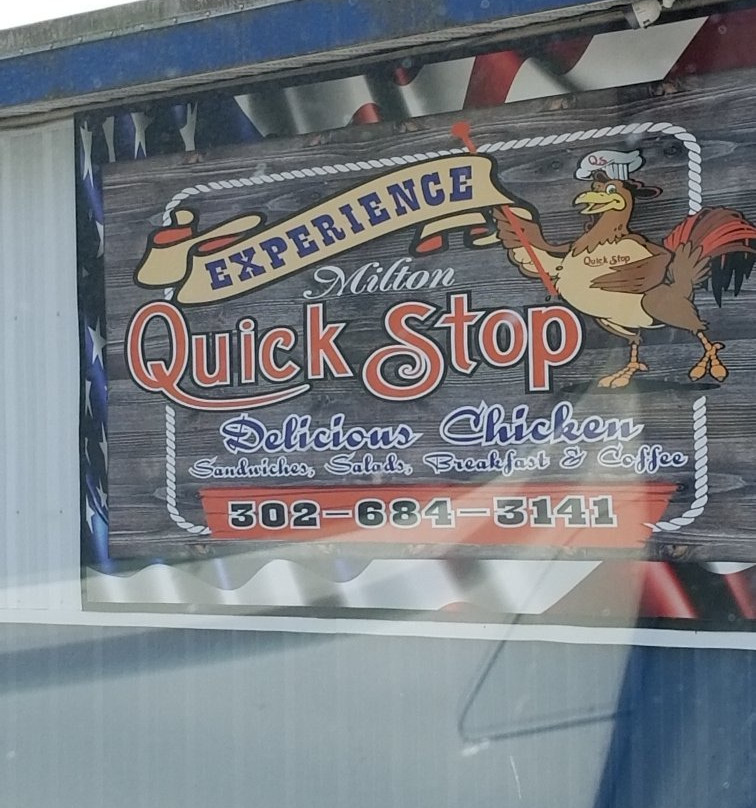 EXPERIENCE
Milton
Quick Stop
QS
Quick Stop
Delicious Chicken
Sandwiches, Salads, Breakfast & Coffee
302-684-3141